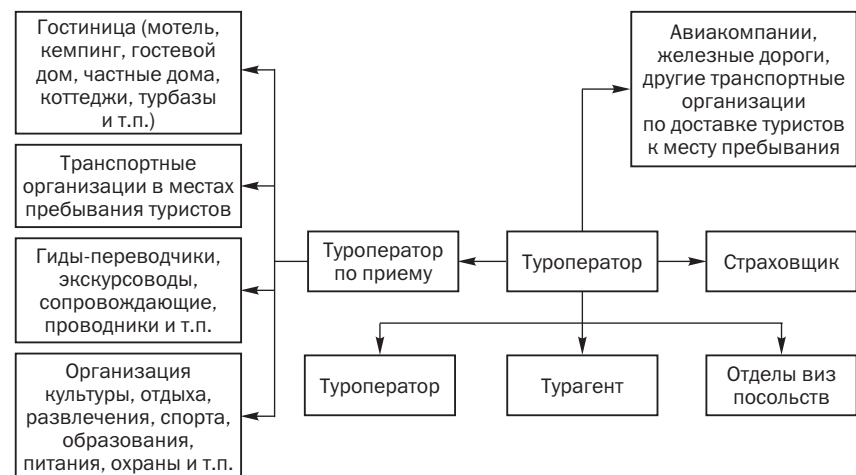 Гостиница (мотель,
кемпинг, гостевой
дом, частные дома,
коттеджи, турбазы
и т.п.)
Авиакомпании,
железные дороги,
другие транспортные
организации
по доставке туристов
к месту пребывания
Транспортные
организации в местах
пребывания туристов
Гиды-переводчики,
экскурсоводы,
сопровождающие,
проводники и т.п.
Туроператор
по приему
Туроператор
Страховщик
Организация
культуры, отдыха,
развлечения, спорта,
образования,
питания, охраны и т.п.
Туроператор
Турагент
Отделы виз
посольств